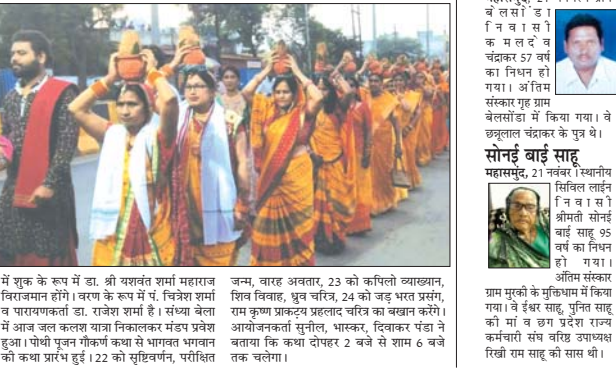 में शुक के रूप में डा. श्री यशवंत शर्मा महाराज
विराजमान होंगे। वरण के रूप में पं. चित्रेश शर्मा
व पारायणकर्ता डा. राजेश शर्मा है। संध्या बेला
में आज जल कलश यात्रा निकालकर मंडप प्रवेश
हुआ। पोथी पूजन गौकर्ण कथा से भागवत भगवान
की कथा प्रारंभ हुई। 22 को सृष्टिवर्णन, परीक्षित
जन्म, वारह अवतार, 23 को कपिलो व्याख्यान,
शिव विवाह, ध्रुव चरित्र, 24 को जड़ भरत प्रसंग,
राम कृष्ण प्राकट्य प्रहलाद चरित्र का बखान करेंगे।
आयोजनकर्ता सुनील, भास्कर, दिवाकर पंडा ने
बताया कि कथा दोपहर 2 बजे से शाम 6 बजे
तक चलेगा।
बेलसोंडा
निवासी
कमलदेव
चंद्राकर 57 वर्ष
का निधन हो
गया। अंतिम
संस्कार गृह ग्राम
बेलसोंडा में किया गया। वे
छन्नूलाल चंद्राकर के पुत्र थे।
सोनई बाई साहू
महासमुंद, 21 नवंबर। स्थानीय
सिविल लाईन
निवासी
श्रीमती सोनई
बाई साहू 95
वर्ष का निधन
हो गया।
अंतिम संस्कार
ग्राम मुरकी के मुक्तिधाम में किया
गया। वे ईश्वर साहू, पुनित साहू
की मां व छग प्रदेश राज्य
कर्मचारी संघ वरिष्ठ उपाध्यक्ष
रिखी राम साहू की सास थी।